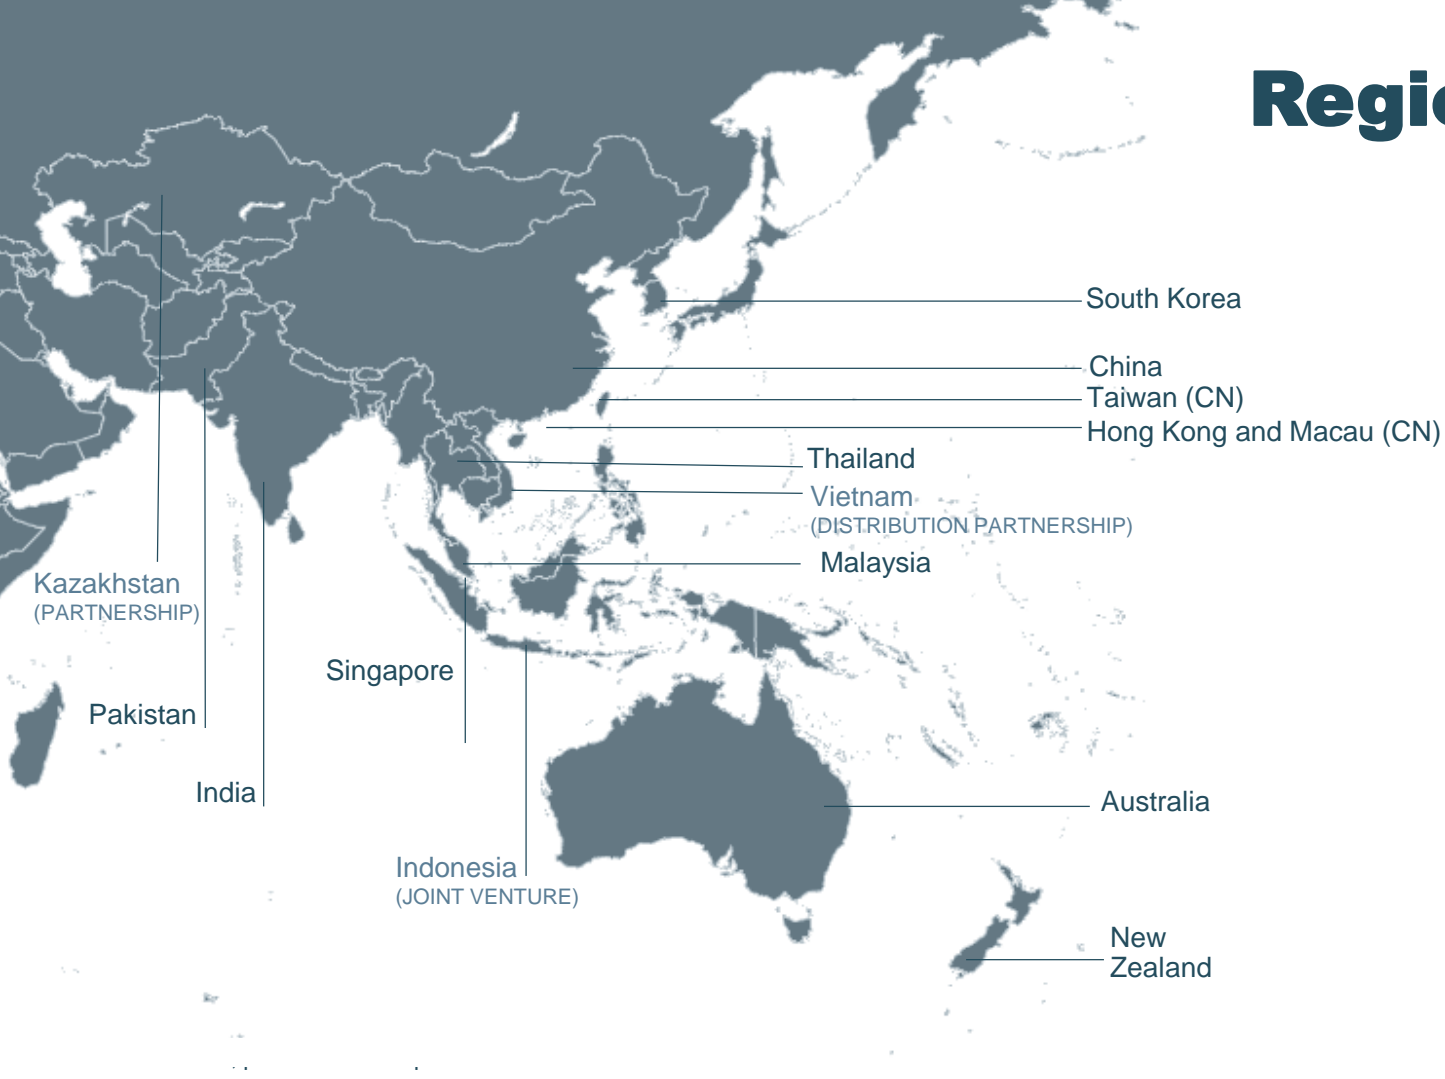 Regio
South Korea
China
Taiwan (CN)
Hong Kong and Macau (CN)
Thailand
Vietnam
(DISTRIBUTION PARTNERSHIP)
Malaysia
Kazakhstan
(PARTNERSHIP)
Singapore
Pakistan
India
Australia
Indonesia
(JOINT VENTURE)
New
Zealand